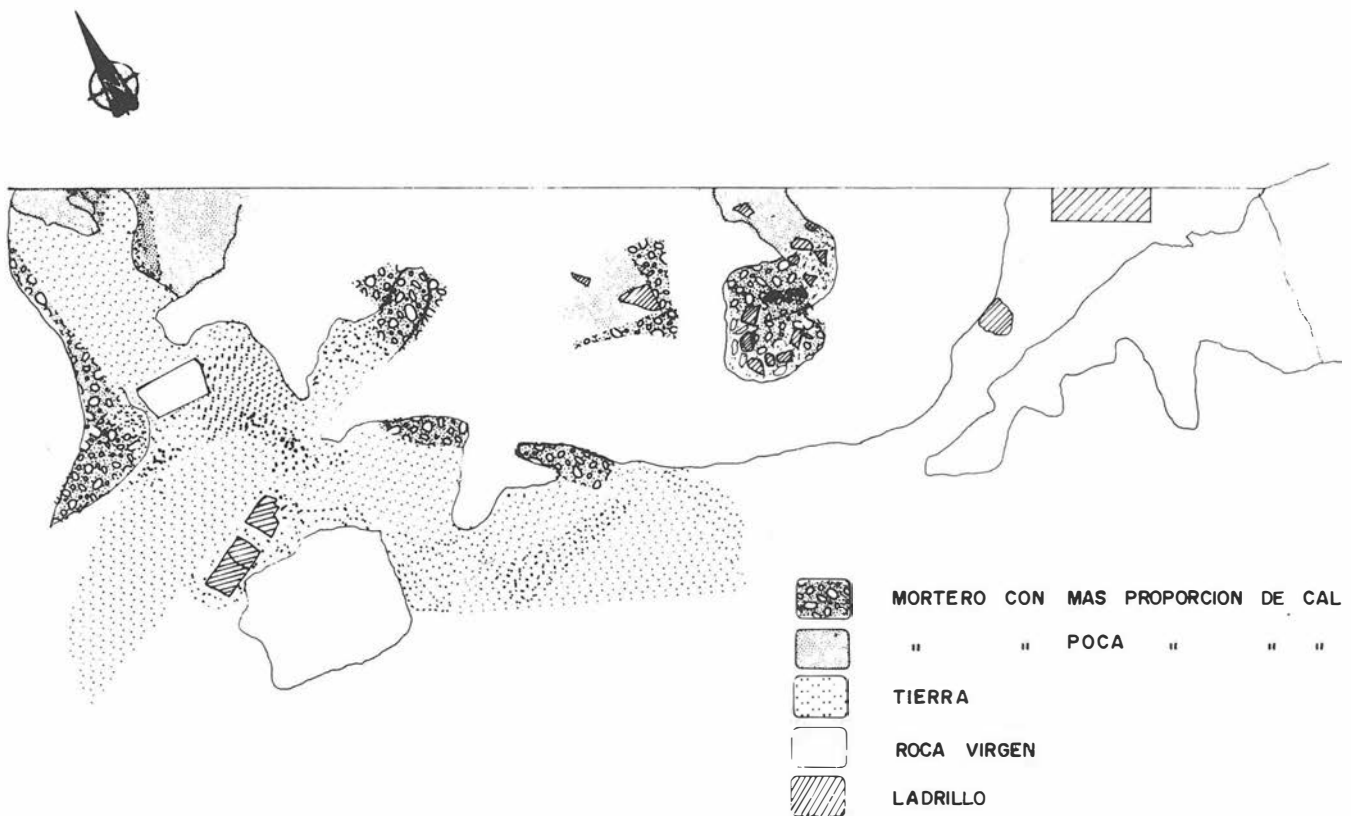 MORTERO CON MAS PROPORCION DE CAL
" " POCA " " "
TIERRA
ROCA VIRGEN
LADRILLO